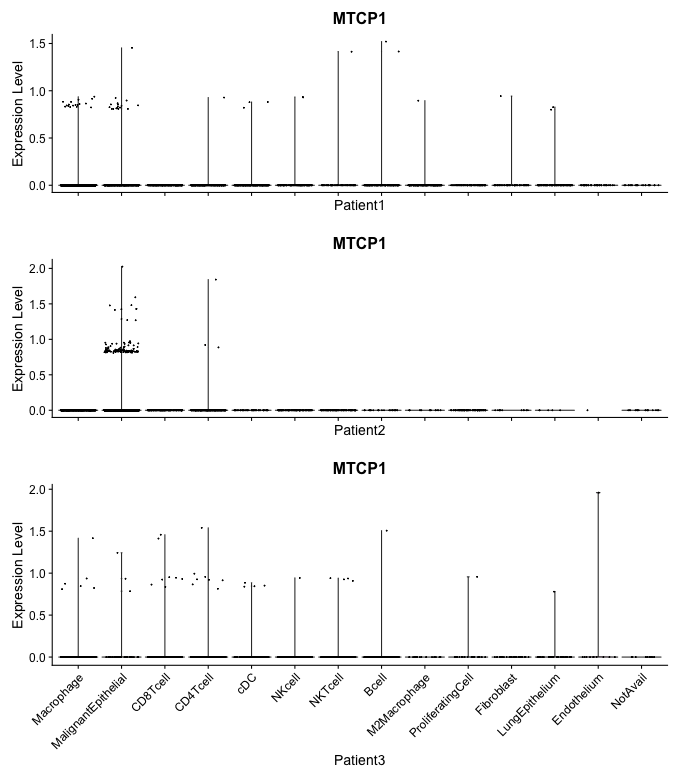 MTCP1
Expression Level
1.5
1.0
0.5
0.0
Patient1
MTCP1
Expression Level
2.0
1.5
1.0
0.5
0.0
Patient2
MTCP1
Expression Level
2.0
1.5
1.0
0.5
0.0
Macrophage
MalignantEpithelial
CD8Tcell
CD4Tcell
cDC
NKcell
NKTcell
Bcell
M2Macrophage
ProliferatingCell
Fibroblast
LungEpithelium
Endothelium
NotAvail
Patient3